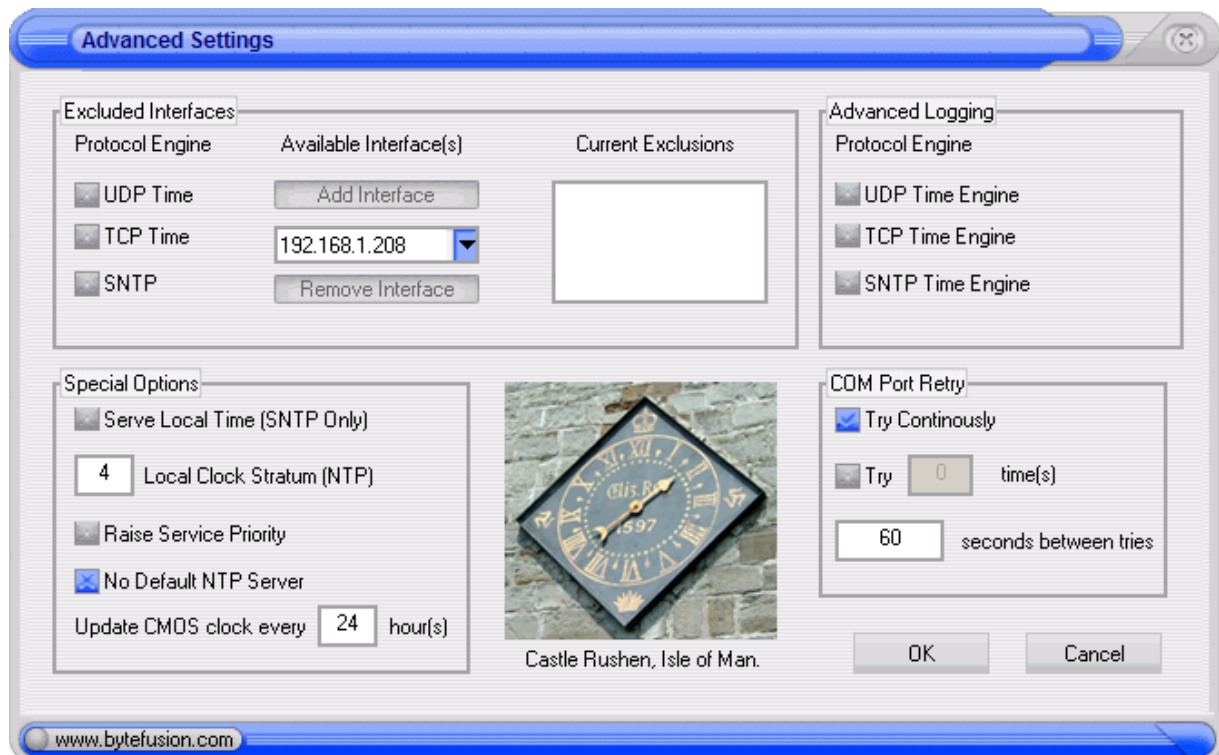 Advanced Settings
Excluded Interfaces
Protocol Engine
Available Interface(s)
Current Exclusions
UDP Time
Add Interface
TCP Time
192.168.1.208
SNTP
Remove Interface
Advanced Logging
Protocol Engine
UDP Time Engine
TCP Time Engine
SNTP Time Engine
Special Options
Serve Local Time (SNTP Only)
4 Local Clock Stratum (NTP)
Raise Service Priority
No Default NTP Server
Update CMOS clock every 24 hour(s)
1597
Castle Rushen, Isle of Man.
COM Port Retry
Try Continously
Try 0 time(s)
60 seconds between tries
OK
Cancel
www.bytefusion.com